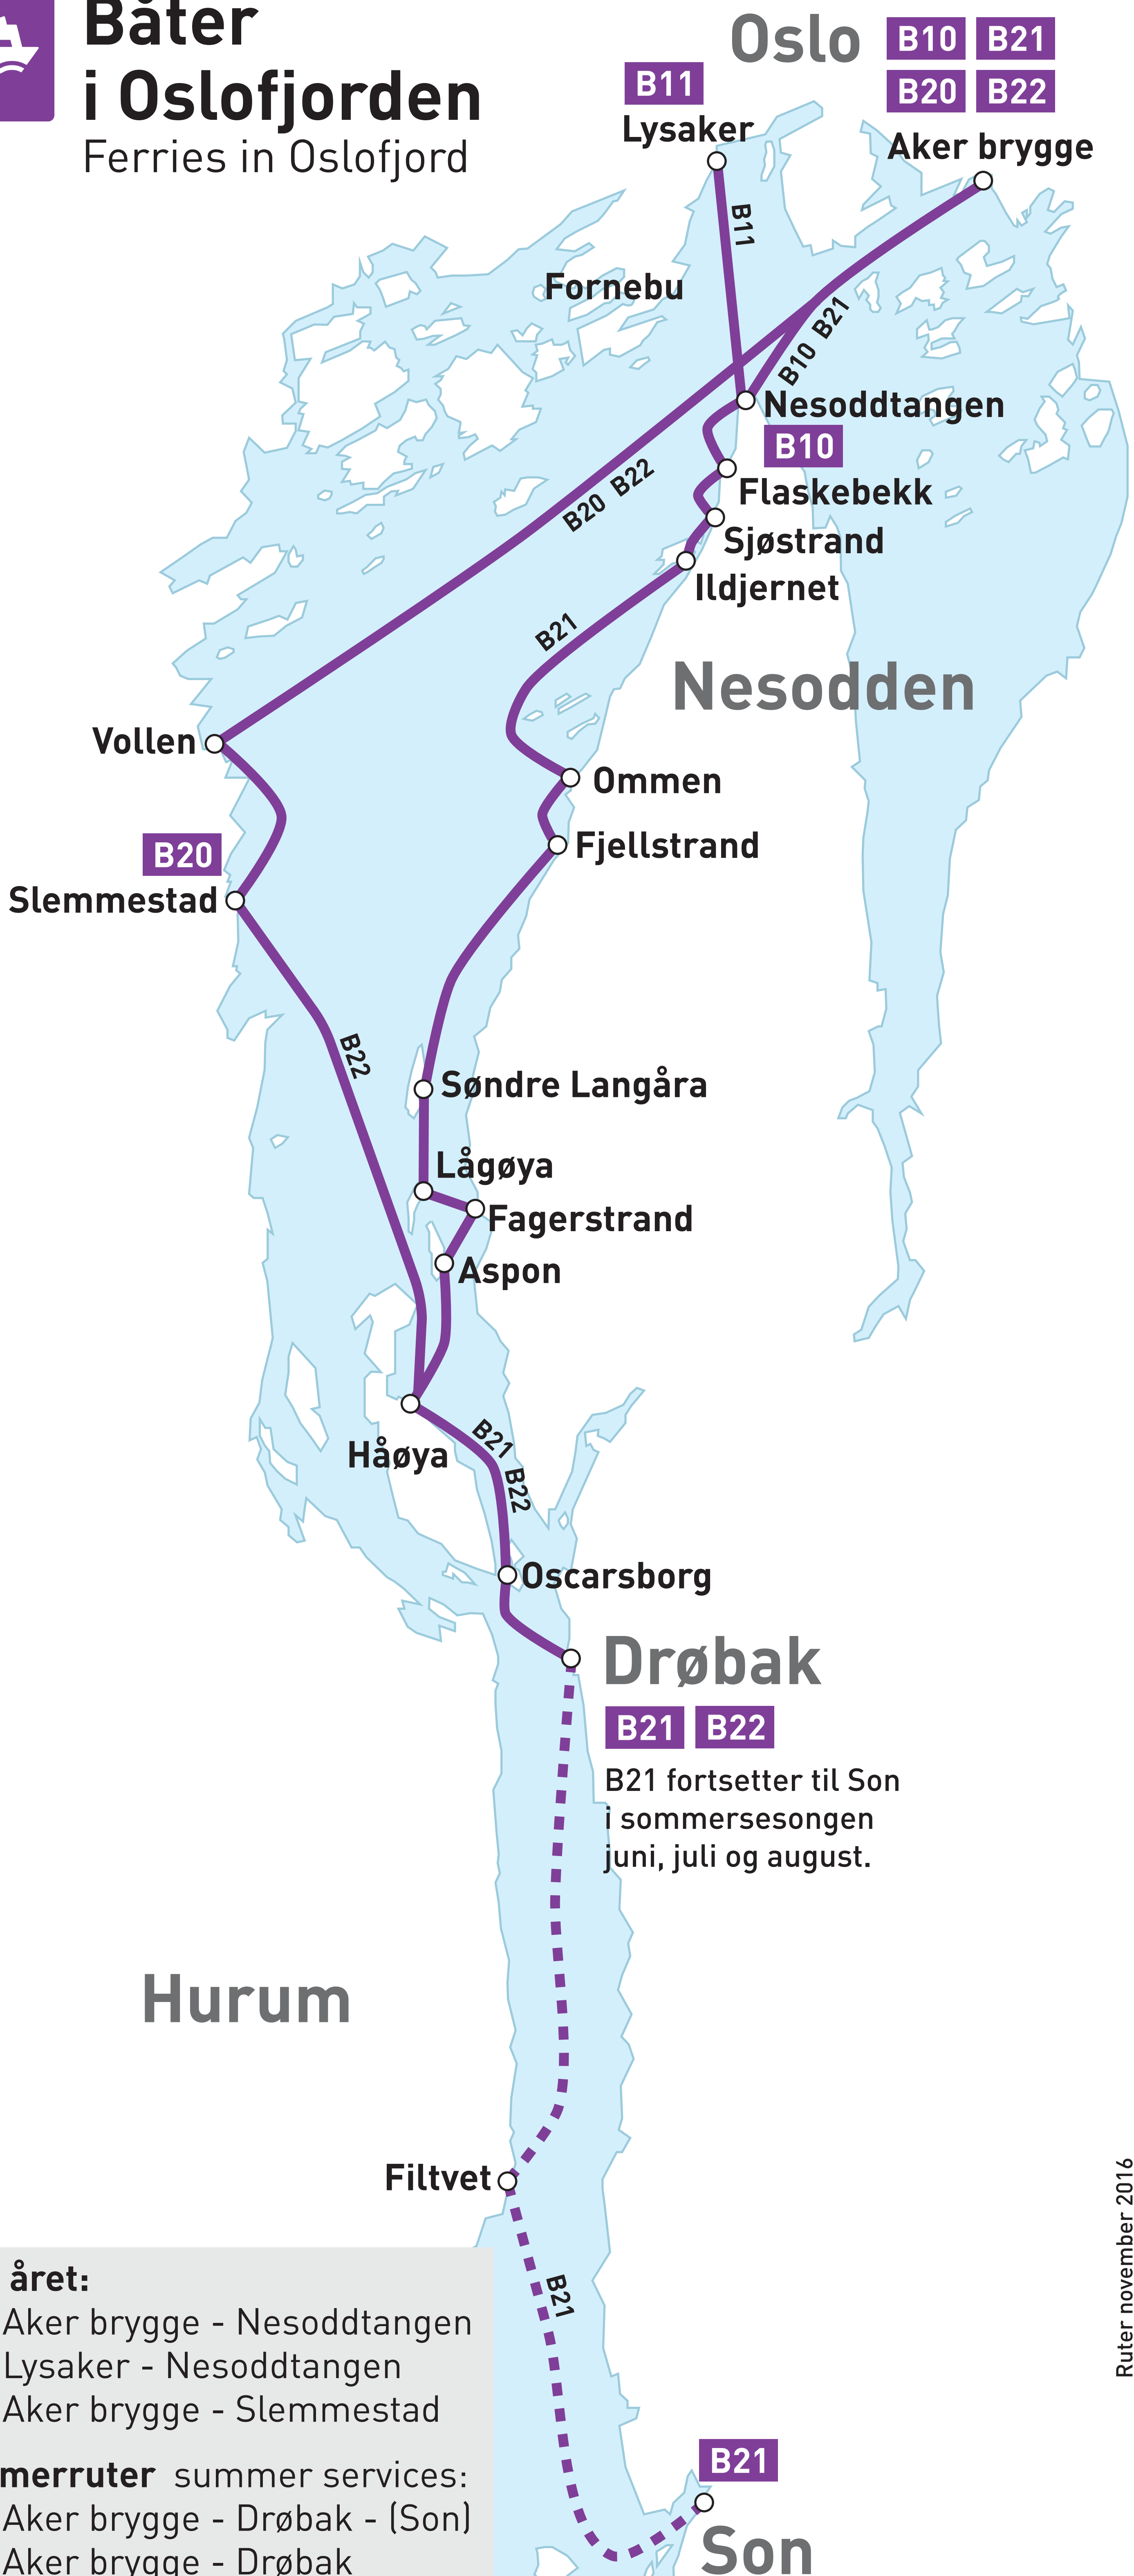 Båter
i Oslofjorden
Ferries in Oslofjord
Oslo
B10 B21
B20 B22
Aker brygge
B11
Lysaker
B11
Fornebu
B10 B21
Nesoddtangen
B10
B20 B22
Flaskebekk
Sjøstrand
Ildjernet
B21
Nesodden
Vollen
Ommen
Fjellstrand
B20
Slemmestad
B22
Søndre Langåra
Lågøya
Fagerstrand
Aspon
Håøya
B21 B22
Oscarsborg
Drøbak
B21 B22
B21 fortsetter til Son
i sommersesongen
juni, juli og august.
Hurum
Filtvet
B21
B21
Son
året:
Aker brygge - Nesoddtangen
Lysaker - Nesoddtangen
Aker brygge - Slemmestad
merruter summer services:
Aker brygge - Drøbak - (Son)
Aker brygge - Drøbak
Ruter november 2016